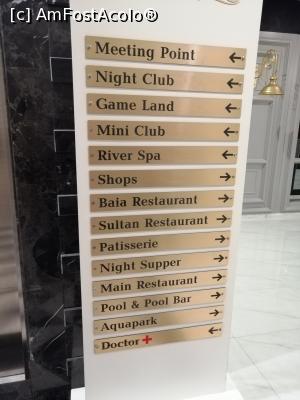 [c] AmFostAcolo®
Meeting Point ←
Night Club ←
Game Land ←
Mini Club ←
River Spa ←
Shops →
Baia Restaurant →
Sultan Restaurant →
Patisserie →
Night Supper →
Main Restaurant →
Pool & Pool Bar →
Aquapark →
Doctor + ←